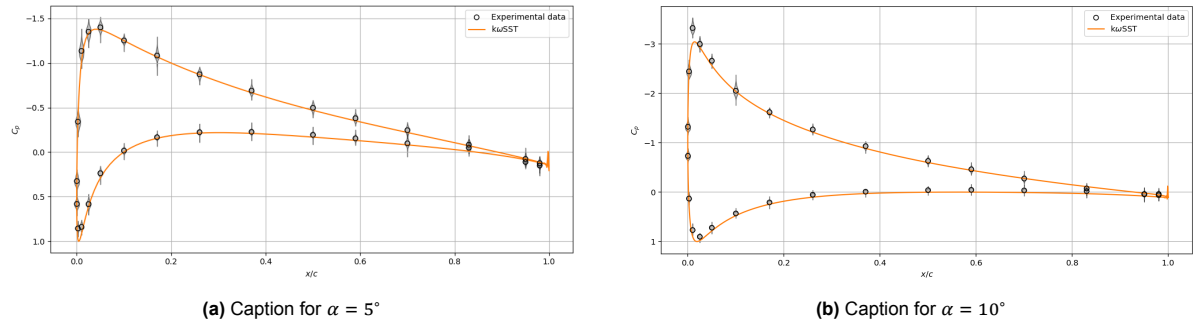 −1.5
−1.0
−0.5
0.0
0.5
1.0
Cp
0.0 0.2 0.4 0.6 0.8 1.0
x/c
Experimental data
kωSST
(a) Caption for α = 5°
−3
−2
−1
0
1
Cp
0.0 0.2 0.4 0.6 0.8 1.0
x/c
Experimental data
kωSST
(b) Caption for α = 10°